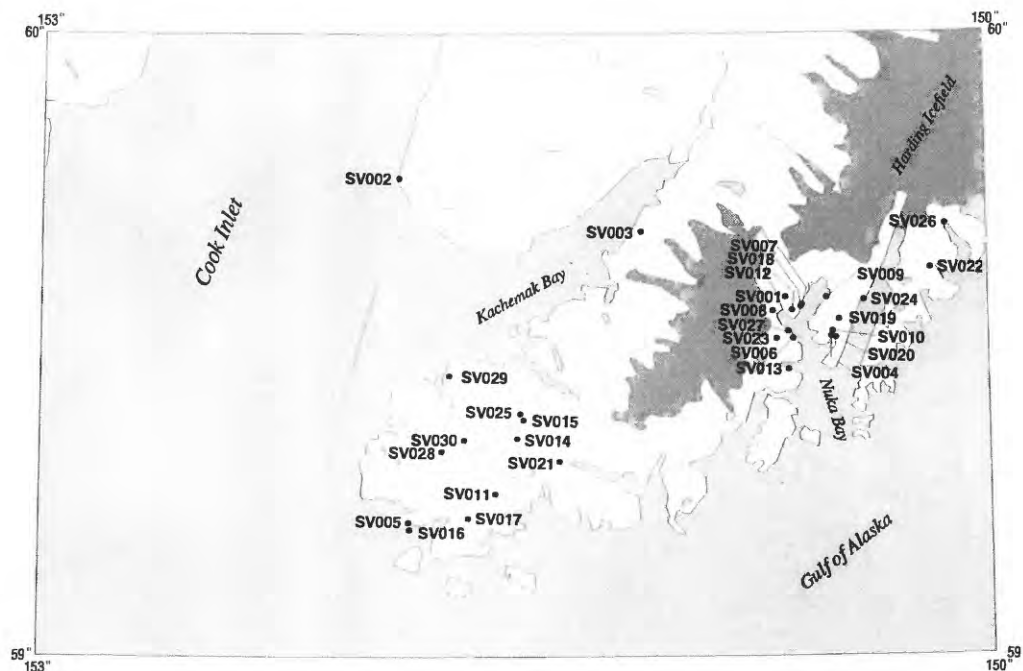 153"
150"
60"
60"
Harding Icefield
SV002
Cook Inlet
SV003
SV026
SV007
SV018
SV012
SV022
SV009
Kachemak Bay
SV001
SV024
SV008
SV019
SV027
SV023
SV010
SV006
SV020
SV013
SV004
SV029
Nuka Bay
SV025
SV015
SV030
SV014
SV028
SV021
SV011
SV005
SV017
SV016
Gulf of Alaska
59"
59
153"
150"